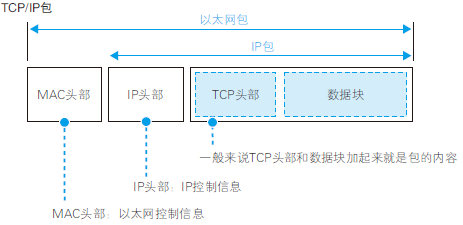 TCP/IP包
以太网包
IP包
MAC头部
IP头部
TCP头部
数据块
一般来说TCP头部和数据块加起来就是包的内容
IP头部：IP控制信息
MAC头部：以太网控制信息